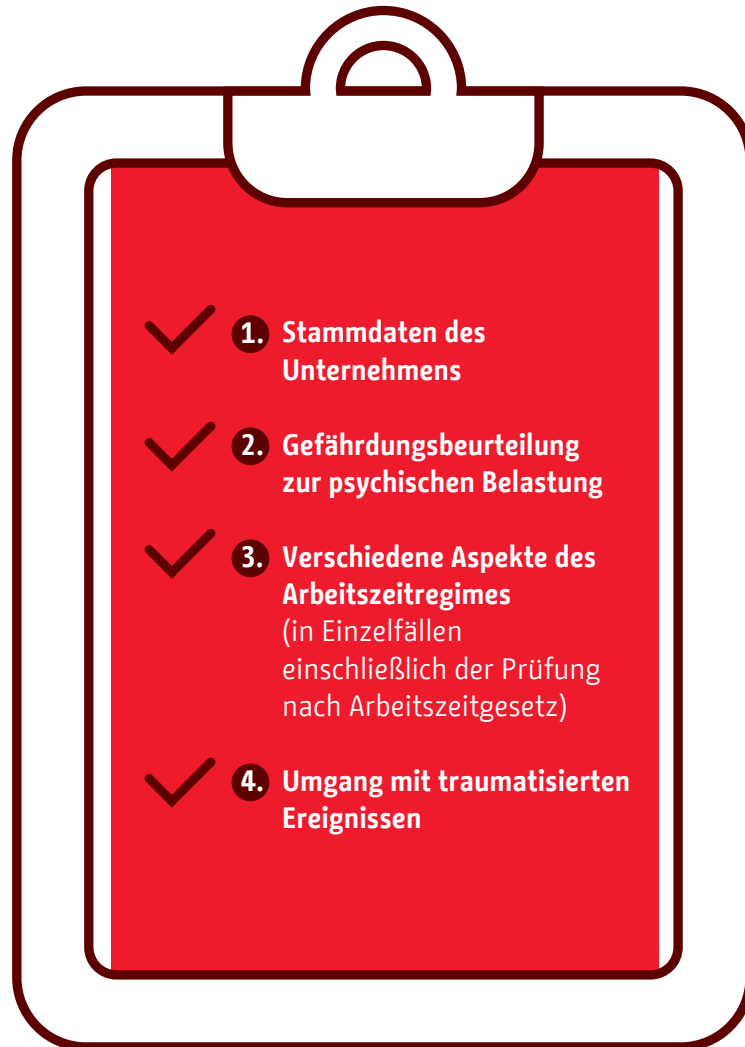 1. Stammdaten des
Unternehmens
2. Gefährdungsbeurteilung
zur psychischen Belastung
3. Verschiedene Aspekte des
Arbeitszeitregimes
(in Einzelfällen
einschließlich der Prüfung
nach Arbeitszeitgesetz)
4. Umgang mit traumatisierten
Ereignissen